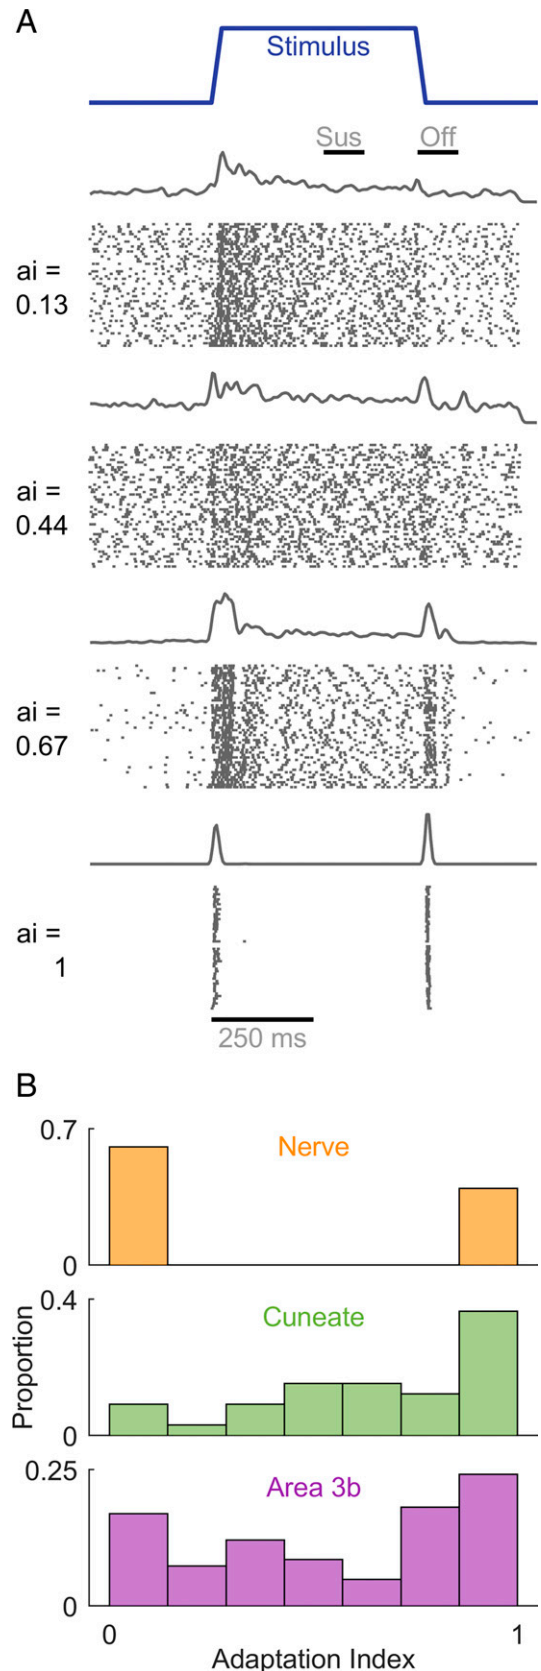 A
Stimulus
Sus Off
ai =
0.13
ai =
0.44
ai =
0.67
ai =
1
250 ms
B
0.7
Nerve
0
0.4
Cuneate
Proportion
0
0.25
Area 3b
0
0 1
Adaptation Index